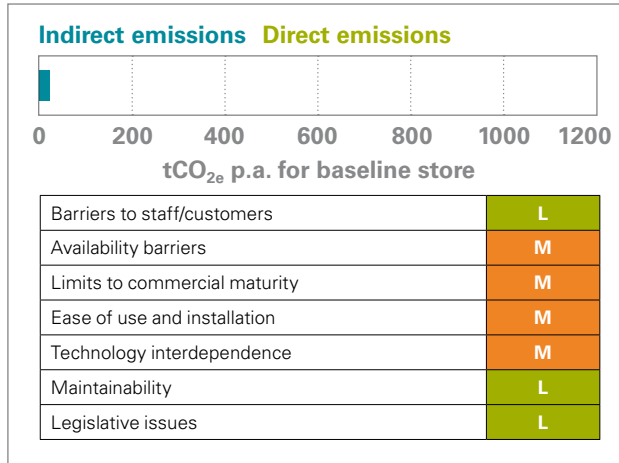 Indirect emissions Direct emissions
0 200 400 600 800 1000 1200
tCO2e p.a. for baseline store
Barriers to staff/customers L
Availability barriers M
Limits to commercial maturity M
Ease of use and installation M
Technology interdependence M
Maintainability L
Legislative issues L